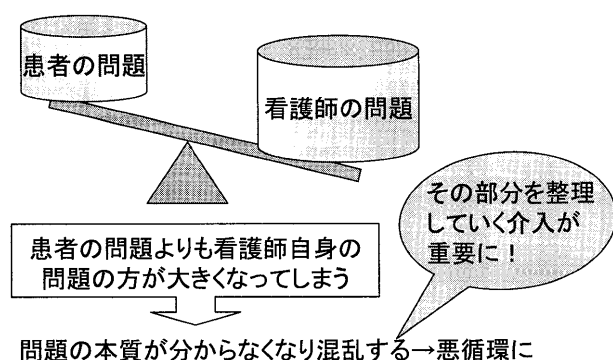 患者の問題
看護師の問題
その部分を整理
していく介入が
重要に！
患者の問題よりも看護師自身の
問題の方が大きくなってしまう
問題の本質が分からなくなり混乱する→悪循環に